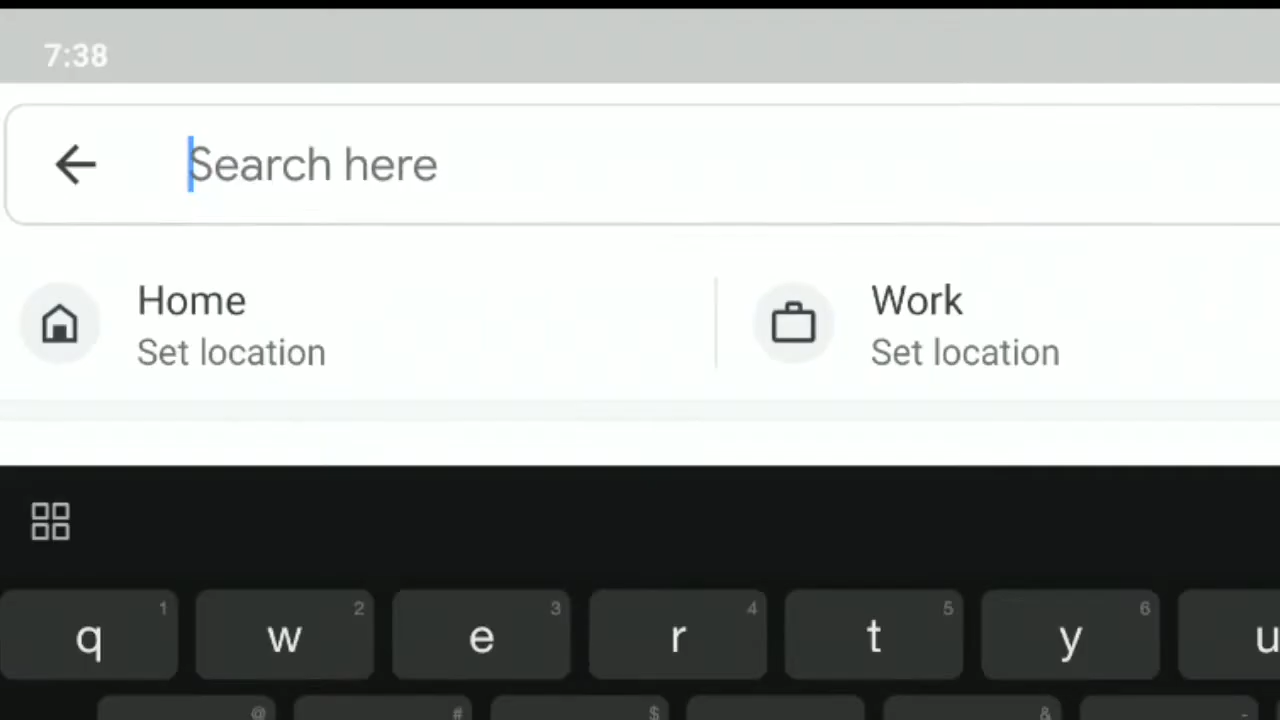 7:38
Search here
Home
Set location
Work
Set location
1 2 3 4 5 6
q w e r t y u
@ # $ & -